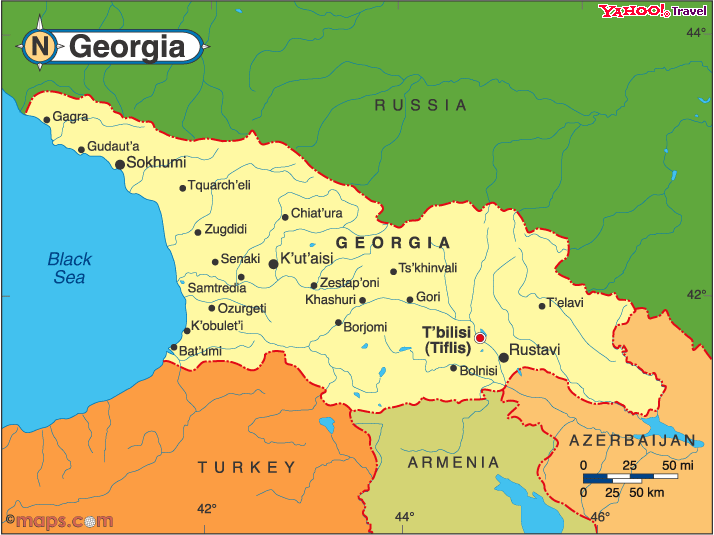 YAHOO! Travel
N Georgia
44°
RUSSIA
Gagra
Gudaut'a
Sokhumi
Tquarch'eli
Chiat'ura
Zugdidi
GEORGIA
Black
Sea
Senaki
K'ut'aisi
Ts'khinvali
Samtredia
Zestap'oni
Khashuri
Gori
T'elavi
42°
Ozurgeti
K'obulet'i
Borjomi
T'bilisi
(Tiflis)
Bat'umi
Rustavi
Bolnisi
AZERBAIJAN
TURKEY
ARMENIA
0 25 50 mi
0 25 50 km
42°
44°
46°
©maps.com